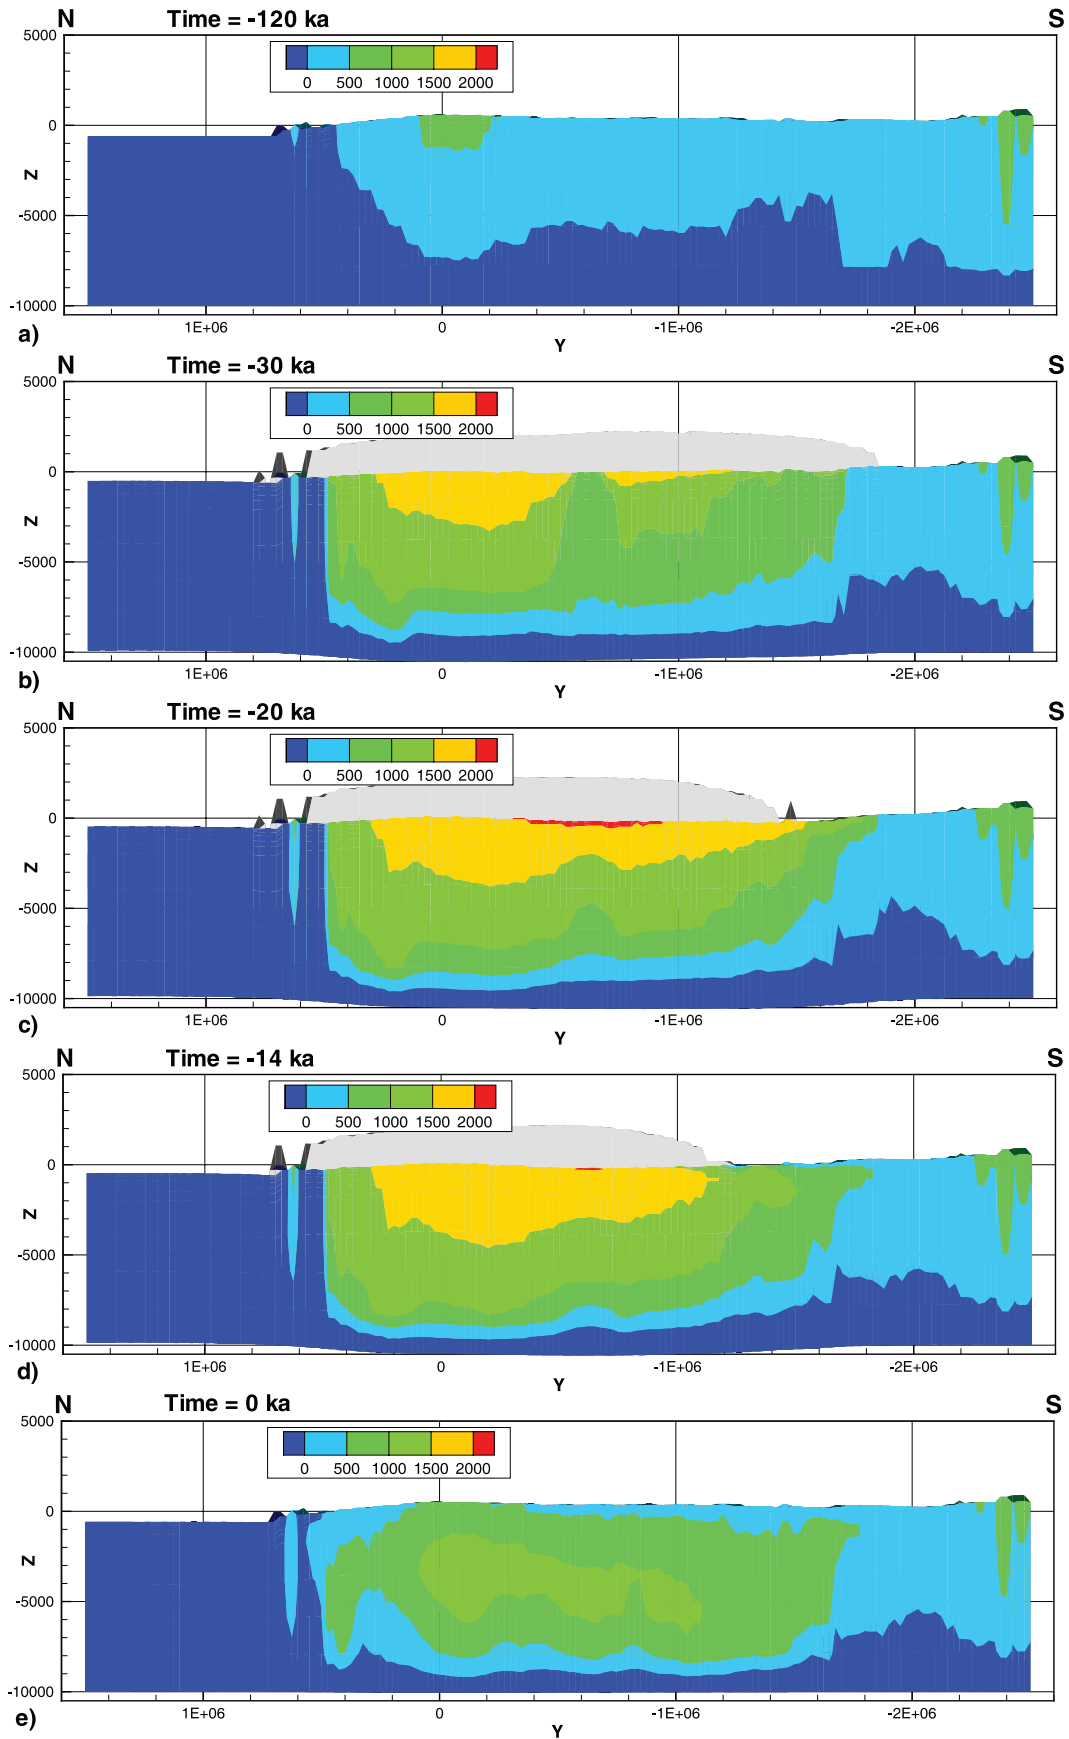 N Time = -120 ka S
5000
0 500 1000 1500 2000
0
Z
-5000
-10000
1E+06 0 -1E+06 -2E+06
a) Y
N Time = -30 ka S
5000
0 500 1000 1500 2000
0
Z
-5000
-10000
1E+06 0 -1E+06 -2E+06
b) Y
N Time = -20 ka S
5000
0 500 1000 1500 2000
0
Z
-5000
-10000
1E+06 0 -1E+06 -2E+06
c) Y
N Time = -14 ka S
5000
0 500 1000 1500 2000
0
Z
-5000
-10000
1E+06 0 -1E+06 -2E+06
d) Y
N Time = 0 ka S
5000
0 500 1000 1500 2000
0
Z
-5000
-10000
1E+06 0 -1E+06 -2E+06
e) Y